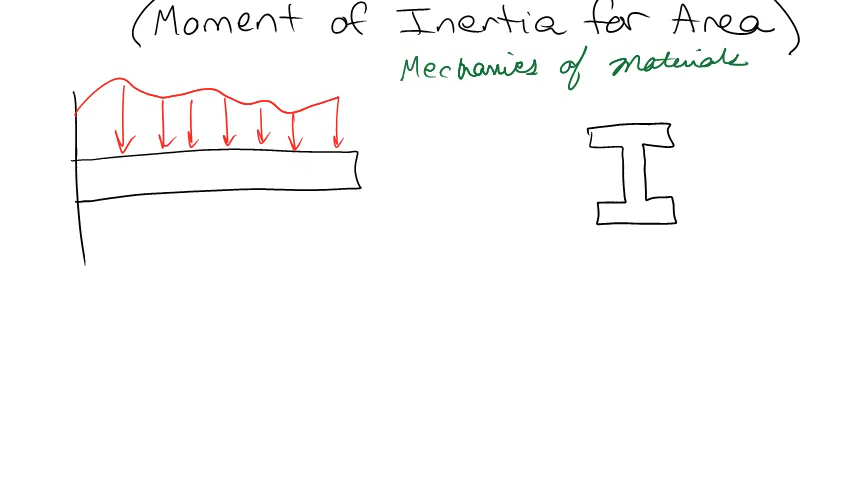 (Moment of Inertia for Area)
Mechanics of Materials